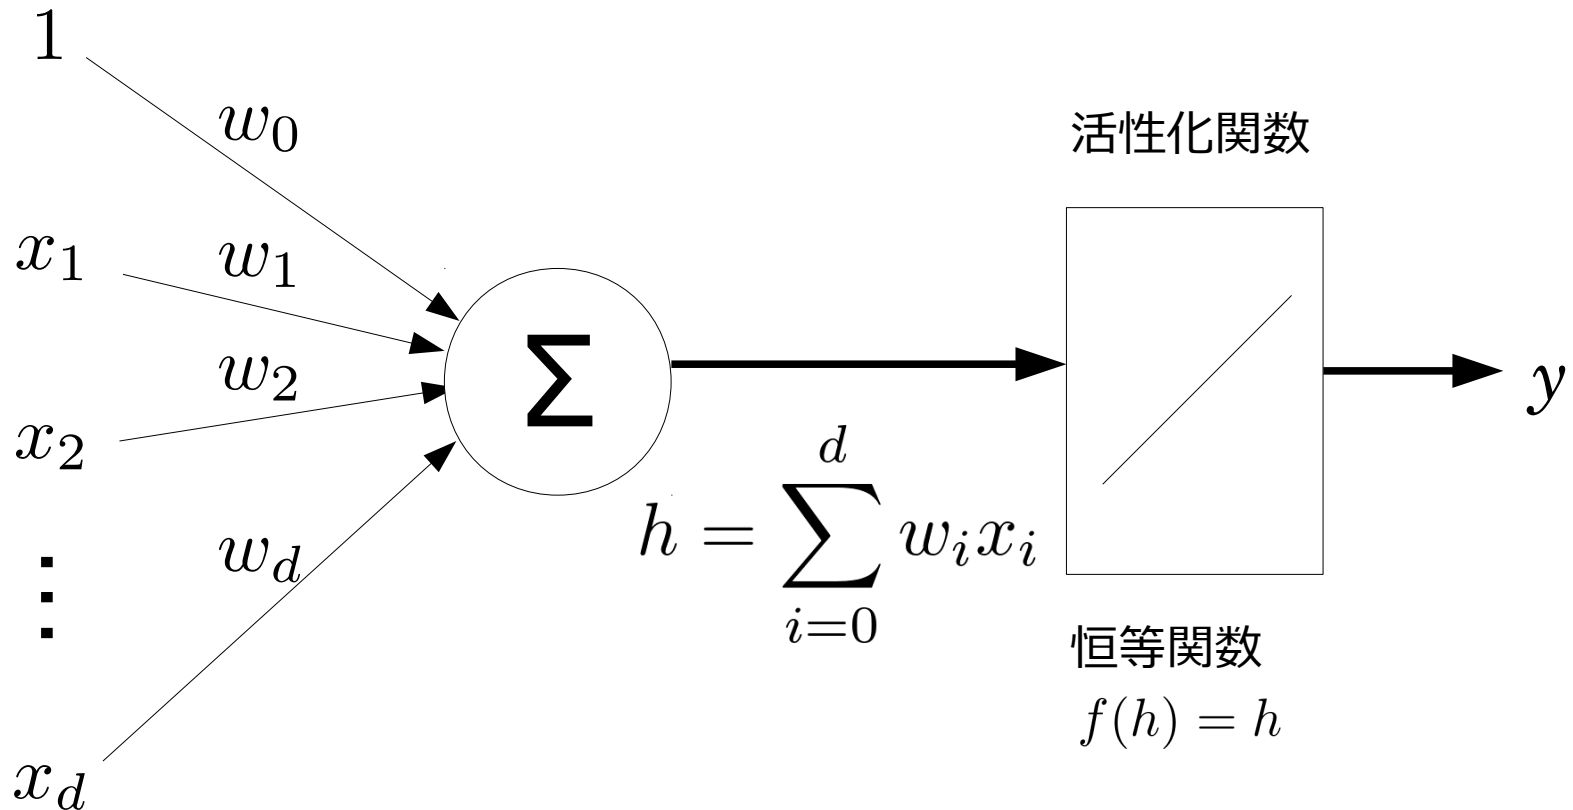 1
w_0
活性化関数
x_1
w_1
Σ
w_2
x_2
y
h = \sum_{i=0}^{d} w_i x_i
w_d
⋮
恒等関数
f(h) = h
x_d